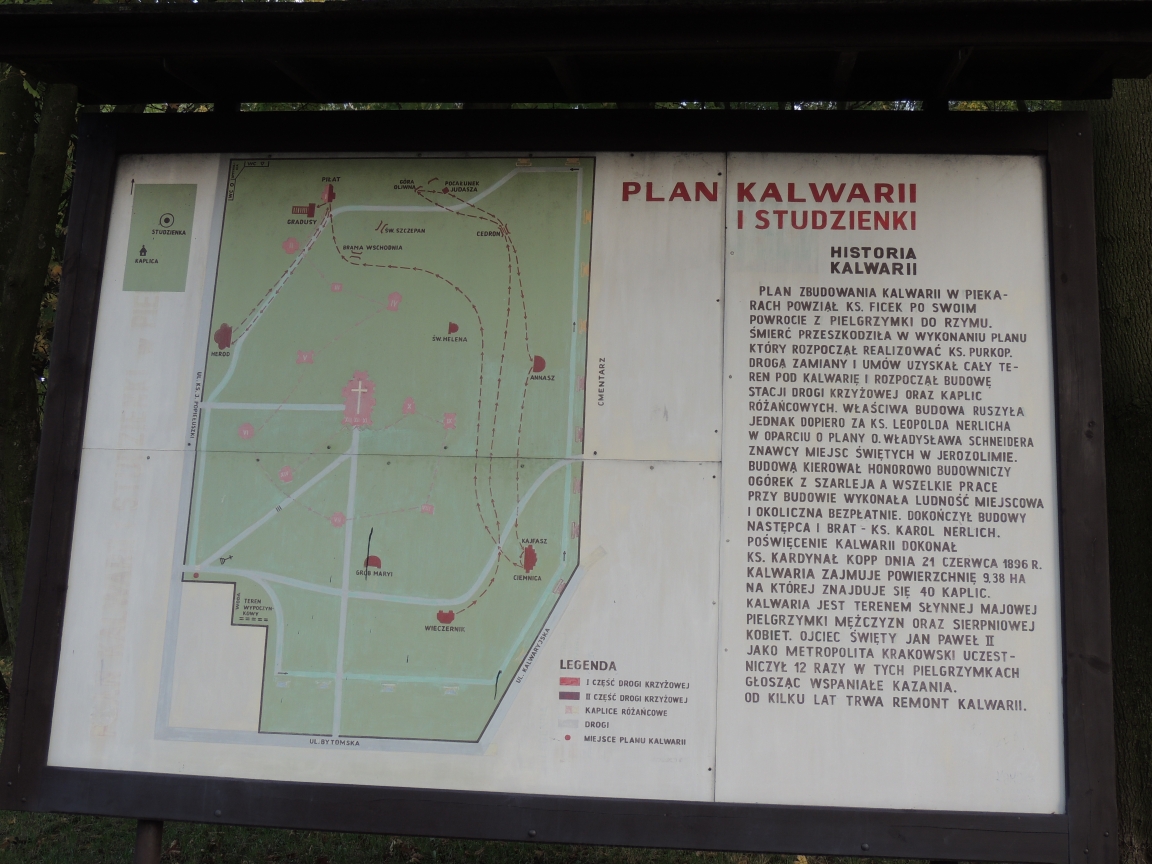 PLAN KALWARII
I STUDZIENKI
HISTORIA
KALWARII
PLAN ZBUDOWANIA KALWARII W PIEKA-
RACH POWZIĄŁ KS. FICEK PO SWOIM
POWROCIE Z PIELGRZYMKI DO RZYMU.
ŚMIERĆ PRZESZKODZIŁA W WYKONANIU PLANU
KTÓRY ROZPOCZĄŁ REALIZOWAĆ KS. PURKOP.
DROGĄ ZAMIANY I UMÓW UZYSKAŁ CAŁY TE-
REN POD KALWARIĘ I ROZPOCZĄŁ BUDOWĘ
STACJI DROGI KRZYŻOWEJ ORAZ KAPLIC
RÓŻAŃCOWYCH. WŁAŚCIWA BUDOWA RUSZYŁA
JEDNAK DOPIERO ZA KS. LEOPOLDA NERLICHA
W OPARCIU O PLANY O. WŁADYSŁAWA SCHNEIDERA
ZNAWCY MIEJSC ŚWIĘTYCH W JEROZOLIMIE.
BUDOWĄ KIEROWAŁ HONOROWO BUDOWNICZY
OGÓREK Z SZARLEJA A WSZELKIE PRACE
PRZY BUDOWIE WYKONAŁA LUDNOŚĆ MIEJSCOWA
I OKOLICZNA BEZPŁATNIE. DOKOŃCZYŁ BUDOWY
NASTĘPCA I BRAT - KS. KAROL NERLICH.
POŚWIĘCENIE KALWARII DOKONAŁ
KS. KARDYNAŁ KOPP DNIA 21 CZERWCA 1896 R.
KALWARIA ZAJMUJE POWIERZCHNIĘ 9.38 HA
NA KTÓREJ ZNAJDUJE SIĘ 40 KAPLIC.
KALWARIA JEST TERENEM SŁYNNEJ MAJOWEJ
PIELGRZYMKI MĘŻCZYZN ORAZ SIERPNIOWEJ
KOBIET. OJCIEC ŚWIĘTY JAN PAWEŁ II
JAKO METROPOLITA KRAKOWSKI UCZEST-
NICZYŁ 12 RAZY W TYCH PIELGRZYMKACH
GŁOSZĄC WSPANIAŁE KAZANIA.
OD KILKU LAT TRWA REMONT KALWARII.
STUDZIENKA
KAPLICA
PIŁAT
GRADUSY
GÓRA
OLIWNA
POCAŁUNEK
JUDASZA
ŚW. SZCZEPAN
CEDRON
BRAMA WSCHODNIA
HEROD
ŚW. HELENA
ANNASZ
CMENTARZ
UL. KS. J. POPIEŁUSZKI
KAJFASZ
CIEMNICA
GRÓB MARYI
WIECZERNIK
TEREN
WYPOCZYN-
KOWY
UL. KALWARYJSKA
UL. BYTOMSKA
LEGENDA
I CZĘŚĆ DROGI KRZYŻOWEJ
II CZĘŚĆ DROGI KRZYŻOWEJ
KAPLICE RÓŻAŃCOWE
DROGI
MIEJSCE PLANU KALWARII